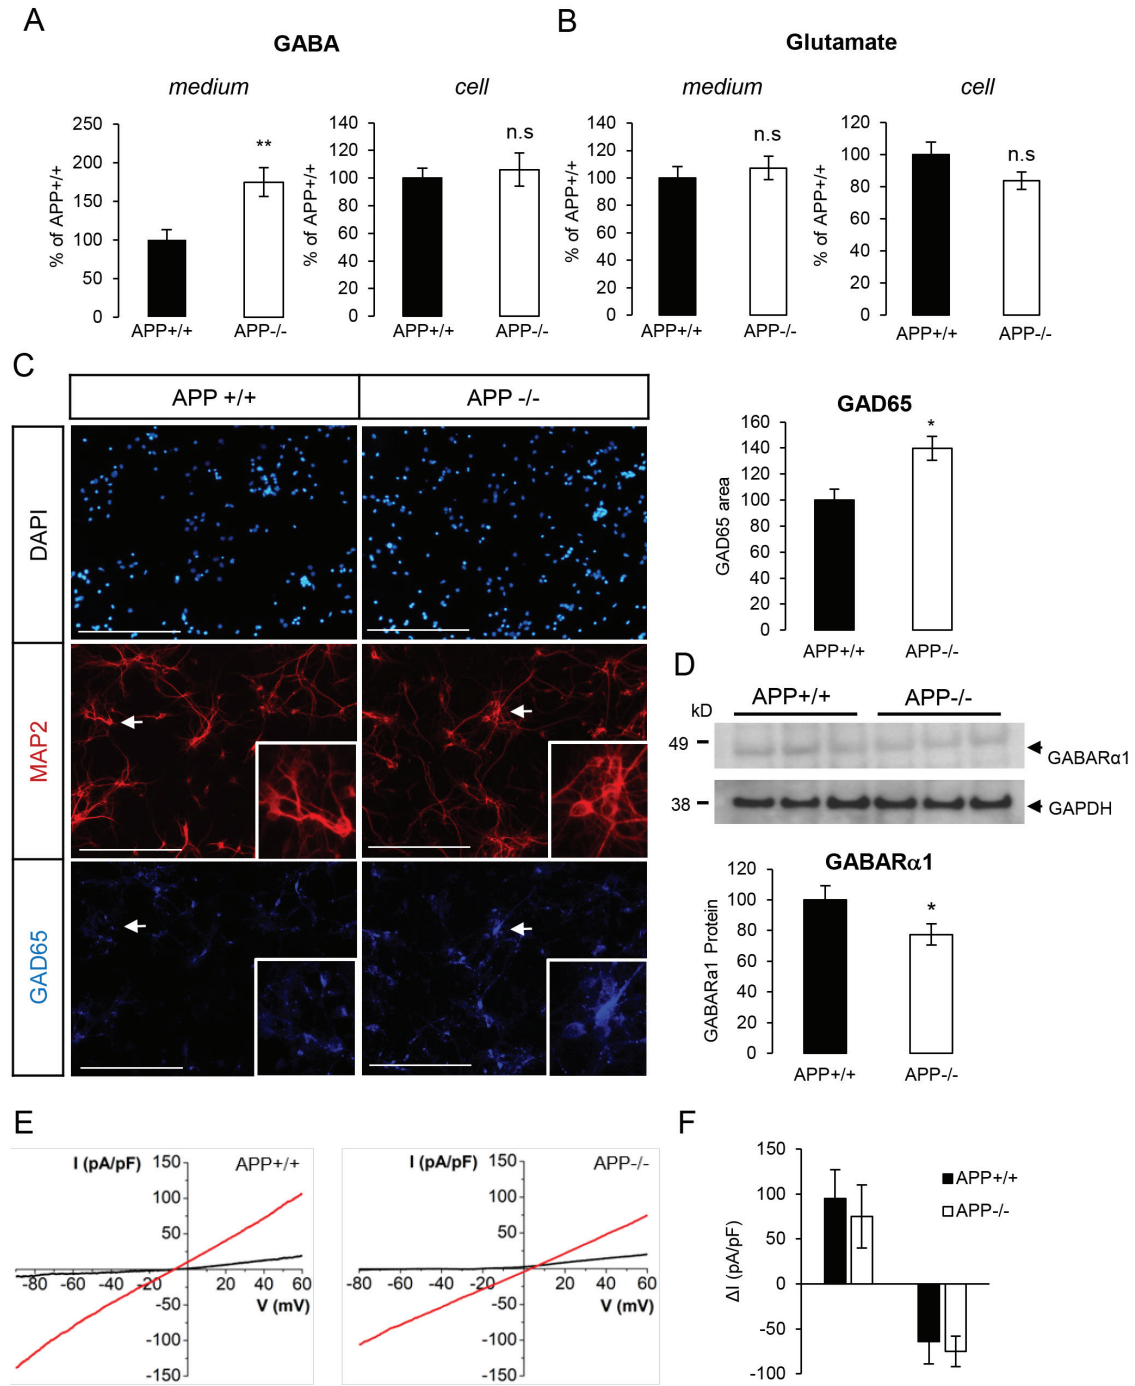 A
GABA
medium
cell
% of APP+/+
250
200
150
100
50
0
**
APP+/+
APP-/-
% of APP+/+
140
120
100
80
60
40
20
0
n.s
APP+/+
APP-/-
B
Glutamate
medium
cell
% of APP+/+
140
120
100
80
60
40
20
0
n.s
APP+/+
APP-/-
% of APP+/+
120
100
80
60
40
20
0
n.s
APP+/+
APP-/-
C
APP +/+
APP -/-
DAPI
MAP2
GAD65
GAD65
GAD65 area
160
140
120
100
80
60
40
20
0
*
APP+/+
APP-/-
D
kD
APP+/+
APP-/-
49
GABARα1
38
GAPDH
GABARα1
GABARa1 Protein
120
100
80
60
40
20
0
*
APP+/+
APP-/-
E
I (pA/pF)
APP+/+
150
100
50
-50
-100
-150
-80 -60 -40 -20 20 40 60
V (mV)
I (pA/pF)
APP-/-
150
100
50
-50
-100
-150
-80 -60 -40 -20 20 40 60
V (mV)
F
ΔI (pA/pF)
150
100
50
0
-50
-100
APP+/+
APP-/-